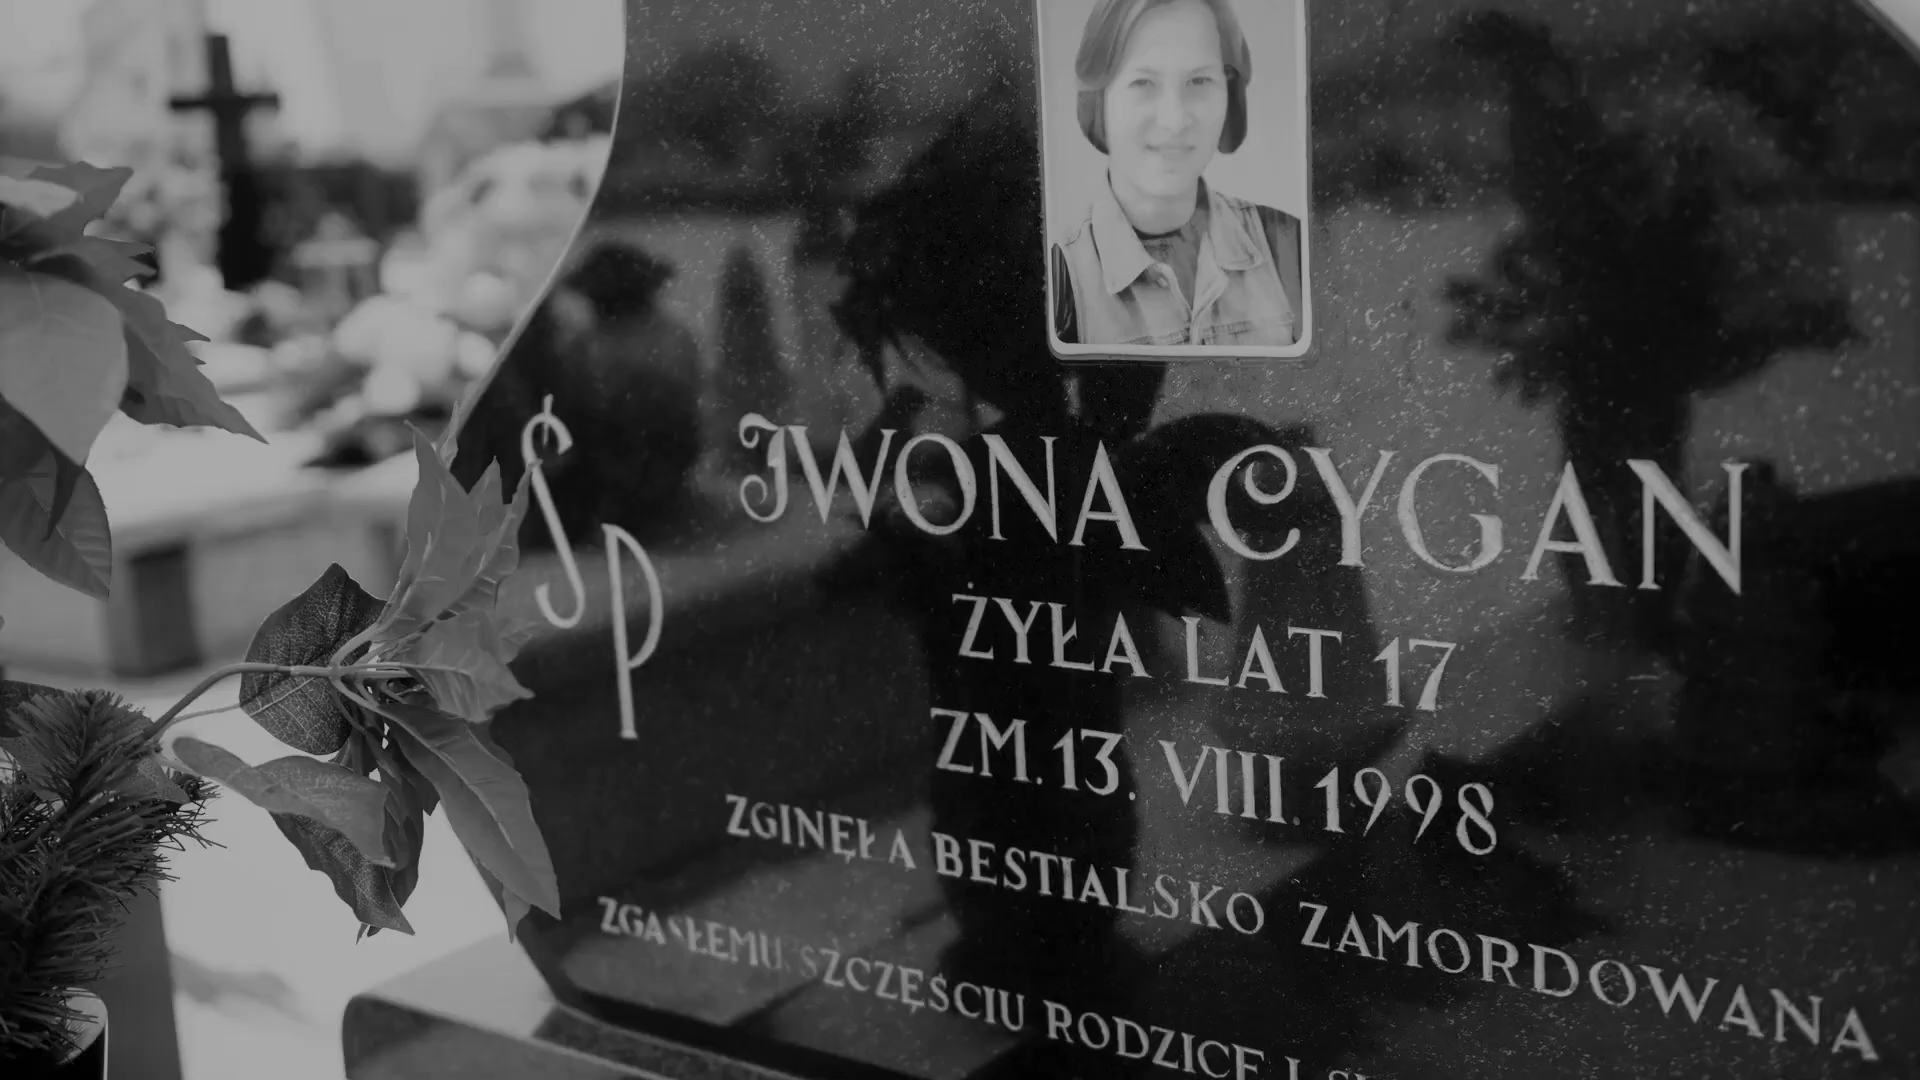 ŚP
IWONA CYGAN
ŻYŁA LAT 17
ZM. 13. VIII. 1998
ZGINĘŁA BESTIALSKO ZAMORDOWANA
ZGASŁEMU SZCZĘŚCIU RODZICE I